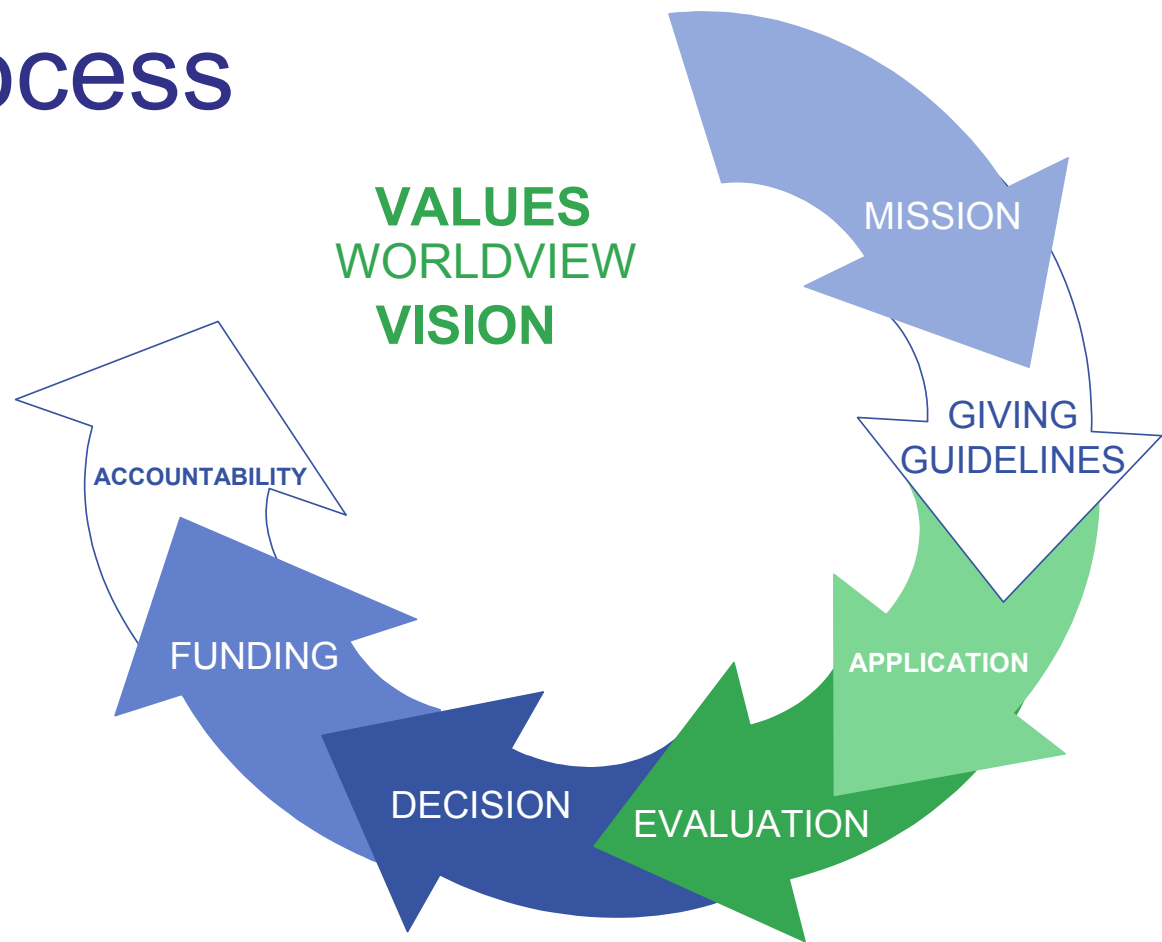 ocess
VALUES
WORLDVIEW
VISION
MISSION
GIVING
GUIDELINES
APPLICATION
EVALUATION
DECISION
FUNDING
ACCOUNTABILITY